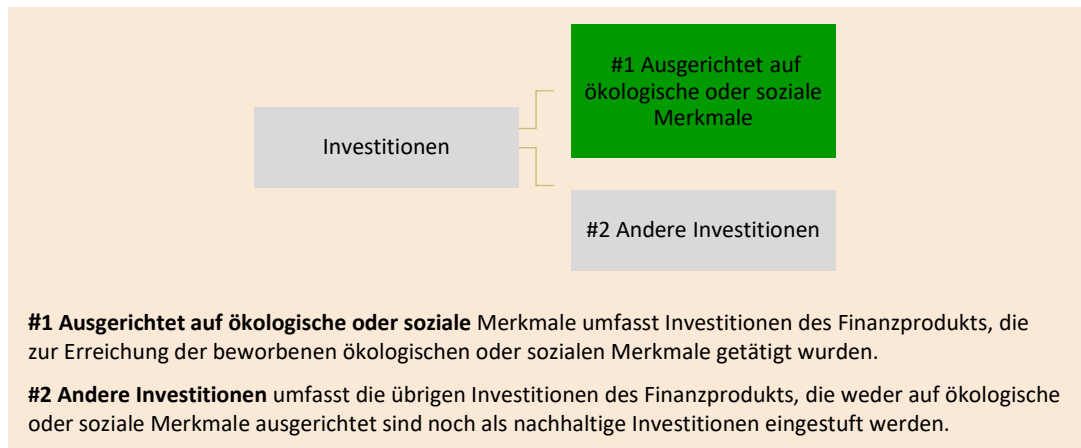 #1 Ausgerichtet auf
ökologische oder soziale
Merkmale
Investitionen
#2 Andere Investitionen
#1 Ausgerichtet auf ökologische oder soziale Merkmale umfasst Investitionen des Finanzprodukts, die
zur Erreichung der beworbenen ökologischen oder sozialen Merkmale getätigt wurden.
#2 Andere Investitionen umfasst die übrigen Investitionen des Finanzprodukts, die weder auf ökologische
oder soziale Merkmale ausgerichtet sind noch als nachhaltige Investitionen eingestuft werden.